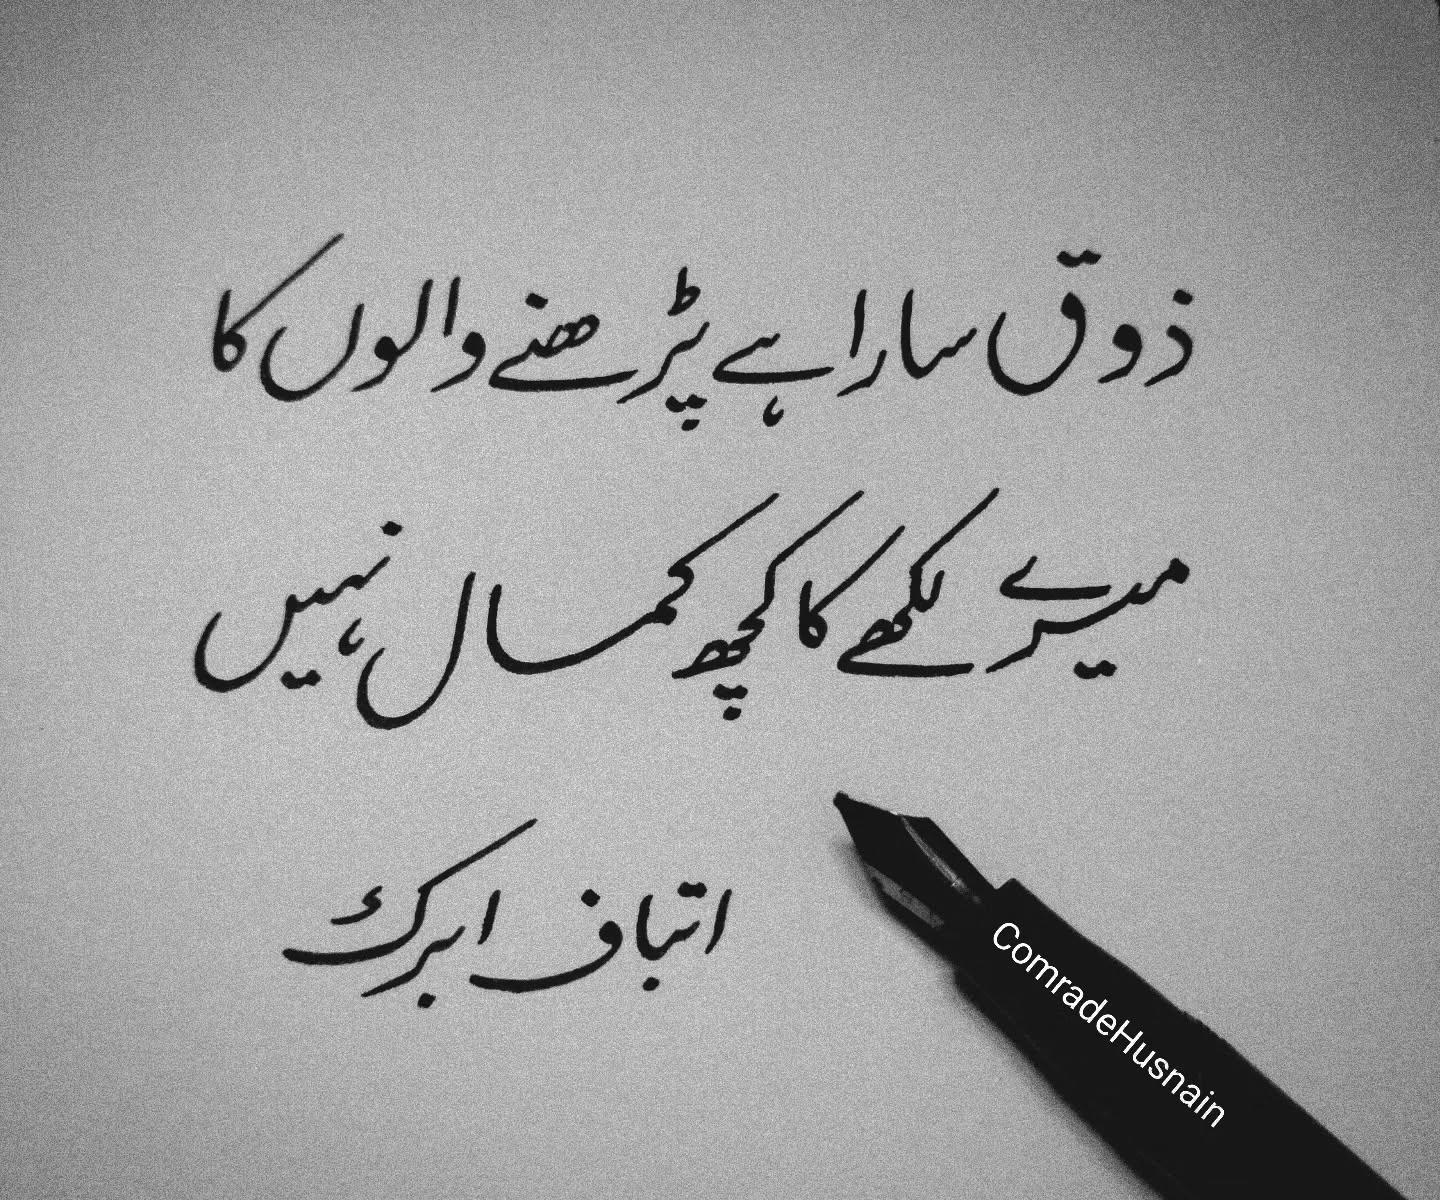 ذوق سارا ہے پڑھنے والوں کا
میرے لکھے کا کچھ کمال نہیں
اتباف ابرک
ComradeHusnain